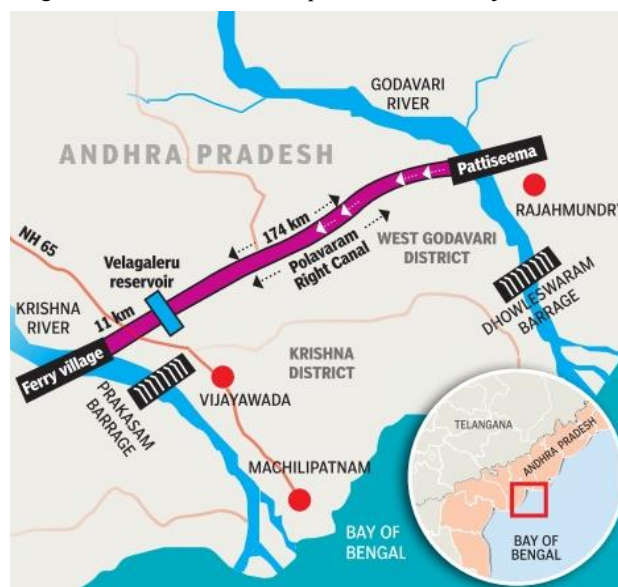 GODAVARI
RIVER
ANDHRA PRADESH
Pattiseema
RAJAHMUNDRY
174 km
Polavaram
Right Canal
WEST GODAVARI
DISTRICT
NH 65
Velagaleru
reservoir
DHOWLESWARAM
BARRAGE
KRISHNA
RIVER
11 km
Ferry village
KRISHNA
DISTRICT
PRAKASAM
BARRAGE
VIJAYAWADA
MACHILIPATNAM
BAY OF
BENGAL
TELANGANA
ANDHRA PRADESH
BAY OF
BENGAL